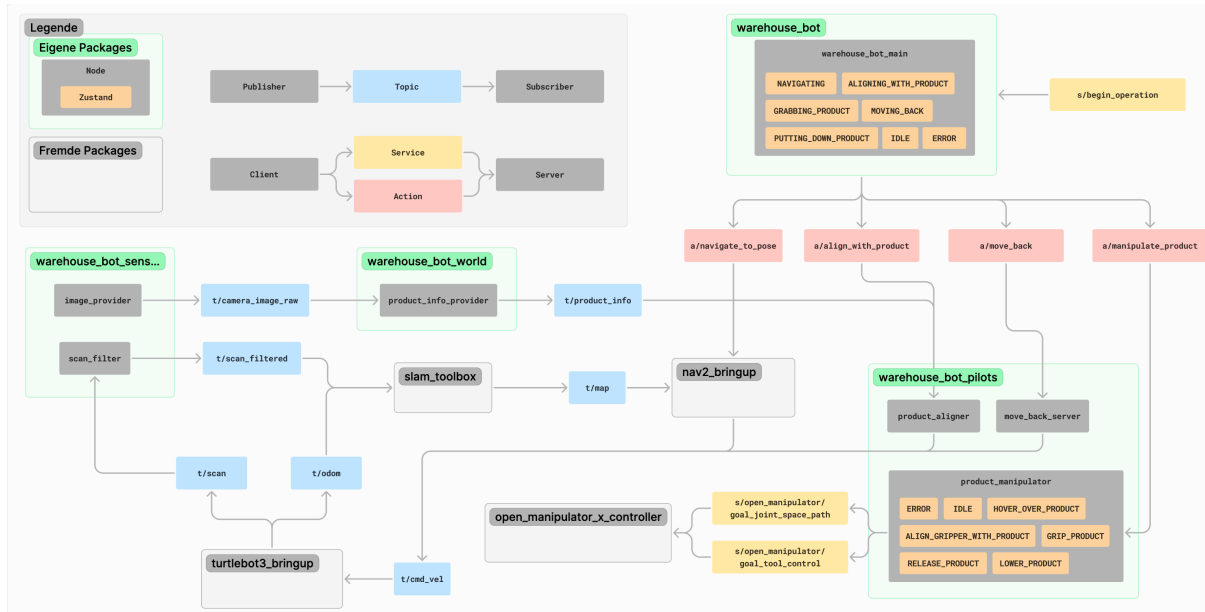 Legende
Eigene Packages
Node
Zustand
Fremde Packages
Publisher
Topic
Subscriber
Client
Service
Action
Server
warehouse_bot
warehouse_bot_main
NAVIGATING
ALIGNING_WITH_PRODUCT
GRABBING_PRODUCT
MOVING_BACK
PUTTING_DOWN_PRODUCT
IDLE
ERROR
s/begin_operation
a/navigate_to_pose
a/align_with_product
a/move_back
a/manipulate_product
warehouse_bot_sens...
image_provider
t/camera_image_raw
warehouse_bot_world
product_info_provider
t/product_info
scan_filter
t/scan_filtered
slam_toolbox
t/map
nav2_bringup
warehouse_bot_pilots
product_aligner
move_back_server
t/scan
t/odom
product_manipulator
ERROR
IDLE
HOVER_OVER_PRODUCT
ALIGN_GRIPPER_WITH_PRODUCT
GRIP_PRODUCT
RELEASE_PRODUCT
LOWER_PRODUCT
s/open_manipulator/
goal_joint_space_path
open_manipulator_x_controller
s/open_manipulator/
goal_tool_control
turtlebot3_bringup
t/cmd_vel